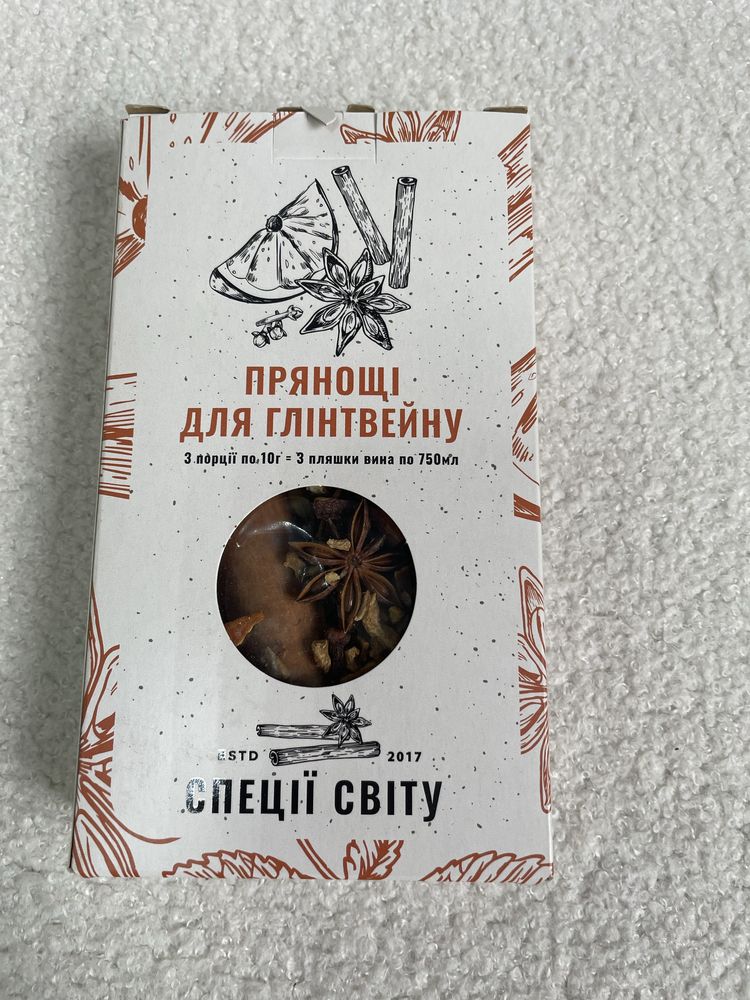 ПРЯНОЩІ
ДЛЯ ГЛІНТВЕЙНУ
3 порції по 10г = 3 пляшки вина по 750мл
ESTD 2017
СПЕЦІЇ СВІТУ